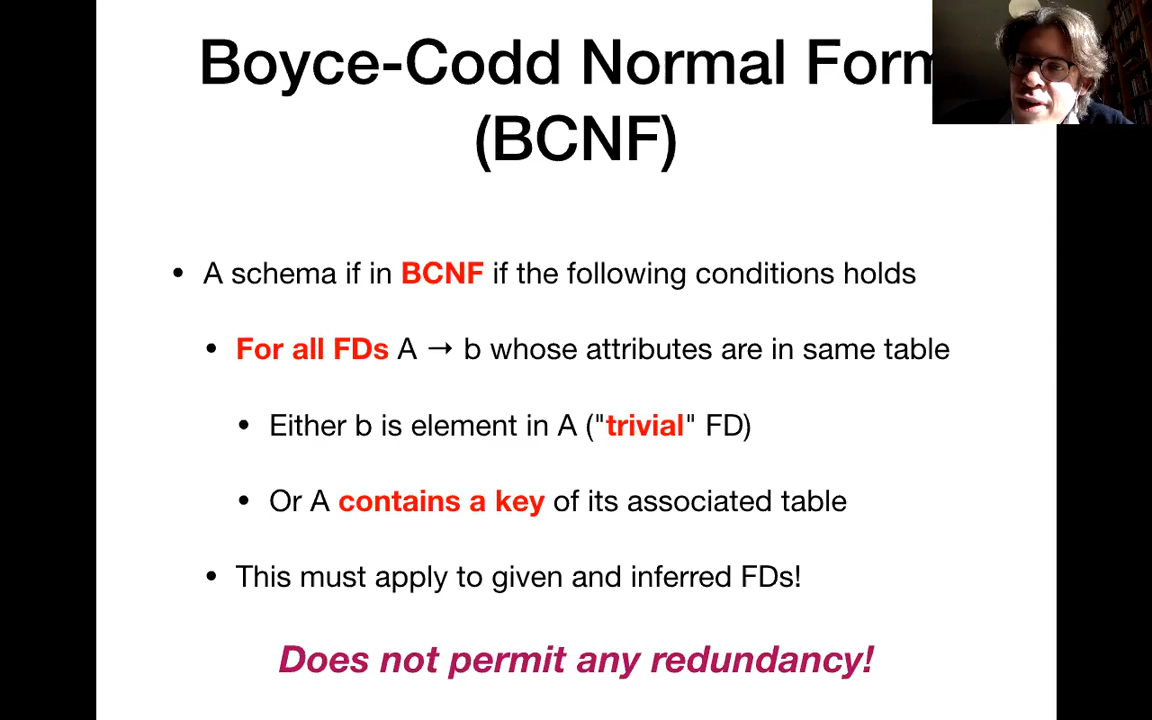 Boyce-Codd Normal Form
(BCNF)
• A schema if in BCNF if the following conditions holds
• For all FDs A → b whose attributes are in same table
• Either b is element in A ("trivial" FD)
• Or A contains a key of its associated table
• This must apply to given and inferred FDs!
Does not permit any redundancy!